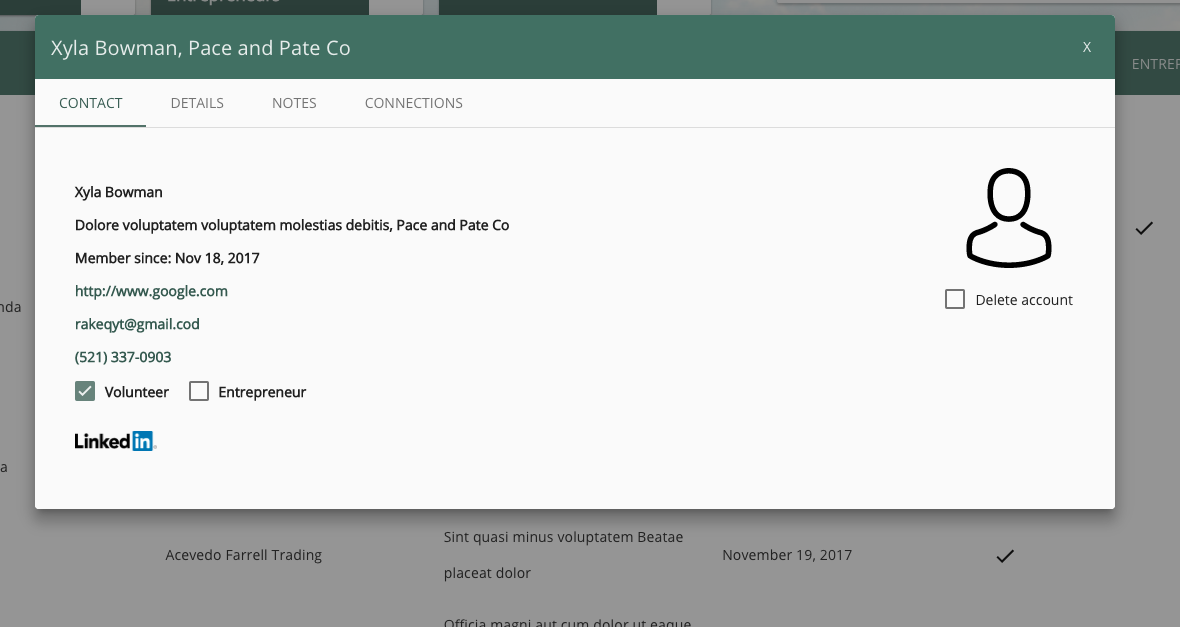 Xyla Bowman, Pace and Pate Co
X
ENTREP
CONTACT DETAILS NOTES CONNECTIONS
Xyla Bowman
Dolore voluptatem voluptatem molestias debitis, Pace and Pate Co
Member since: Nov 18, 2017
http://www.google.com
rakeqyt@gmail.cod
(521) 337-0903
Volunteer Entrepreneur
Delete account
Linked in
nda
a
Acevedo Farrell Trading
Sint quasi minus voluptatem Beatae
placeat dolor
November 19, 2017
Officia magni aut cum dolor ut eaque